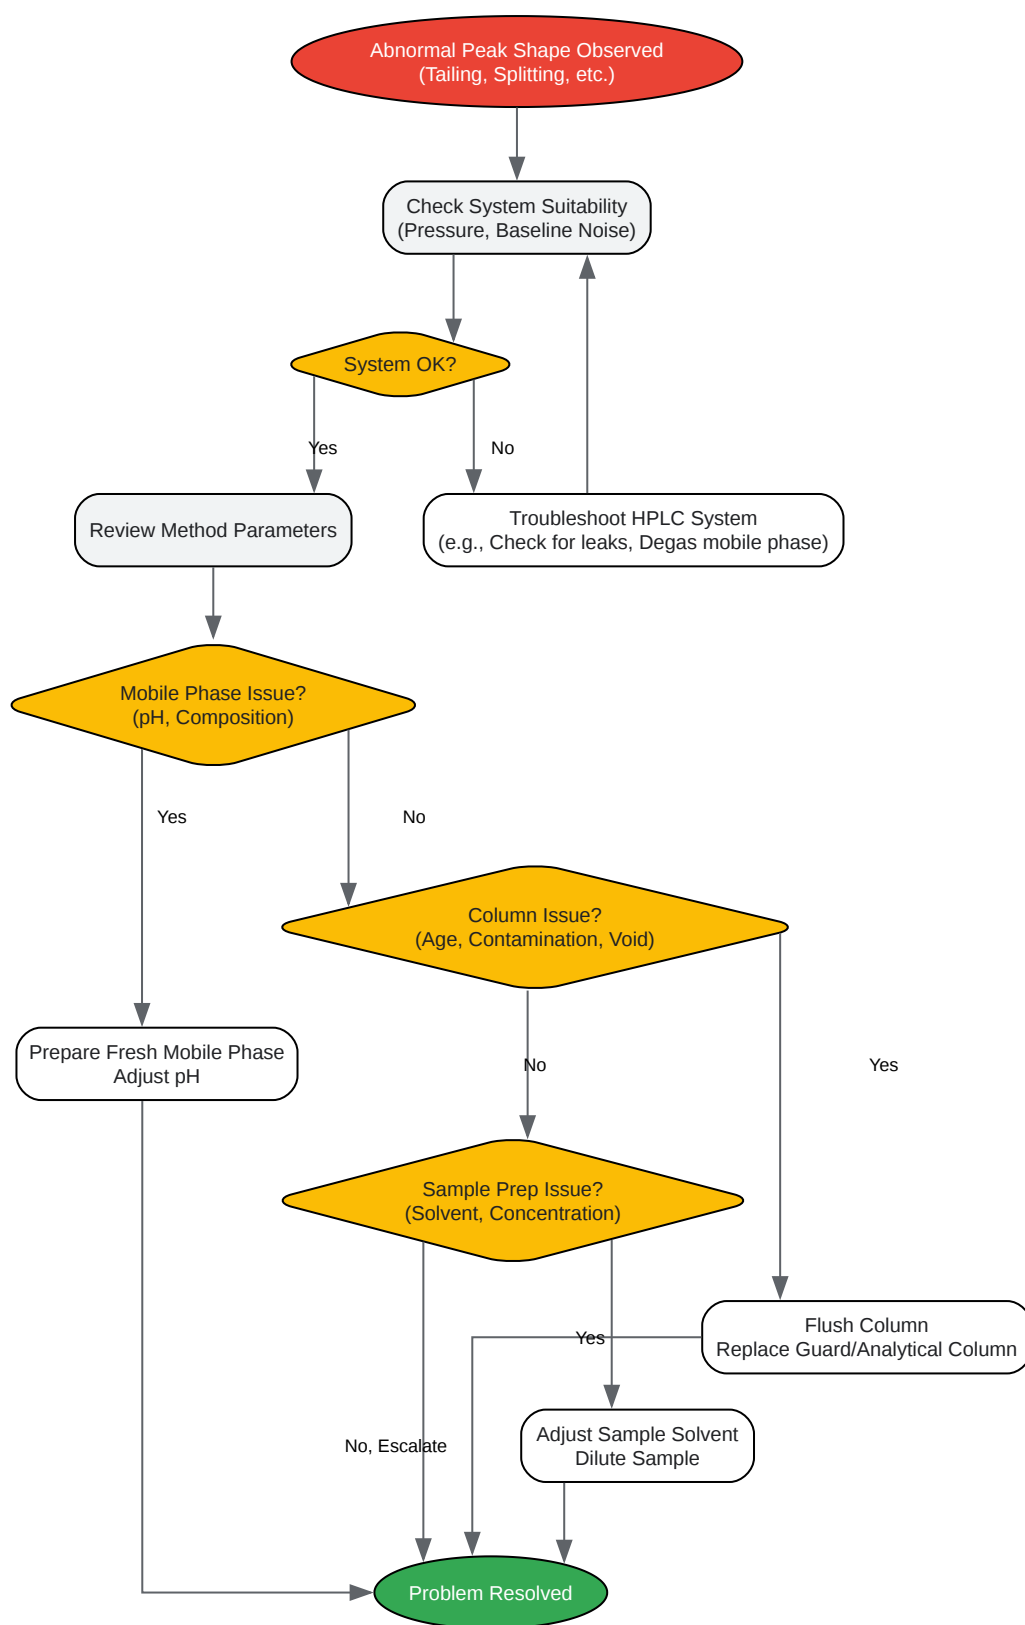 Abnormal Peak Shape Observed
(Tailing, Splitting, etc.)
Check System Suitability
(Pressure, Baseline Noise)
System OK?
Yes
No
Review Method Parameters
Troubleshoot HPLC System
(e.g., Check for leaks, Degas mobile phase)
Mobile Phase Issue?
(pH, Composition)
Yes
No
Column Issue?
(Age, Contamination, Void)
Prepare Fresh Mobile Phase
Adjust pH
No
Yes
Sample Prep Issue?
(Solvent, Concentration)
Flush Column
Replace Guard/Analytical Column
Yes
Adjust Sample Solvent
Dilute Sample
No, Escalate
Problem Resolved